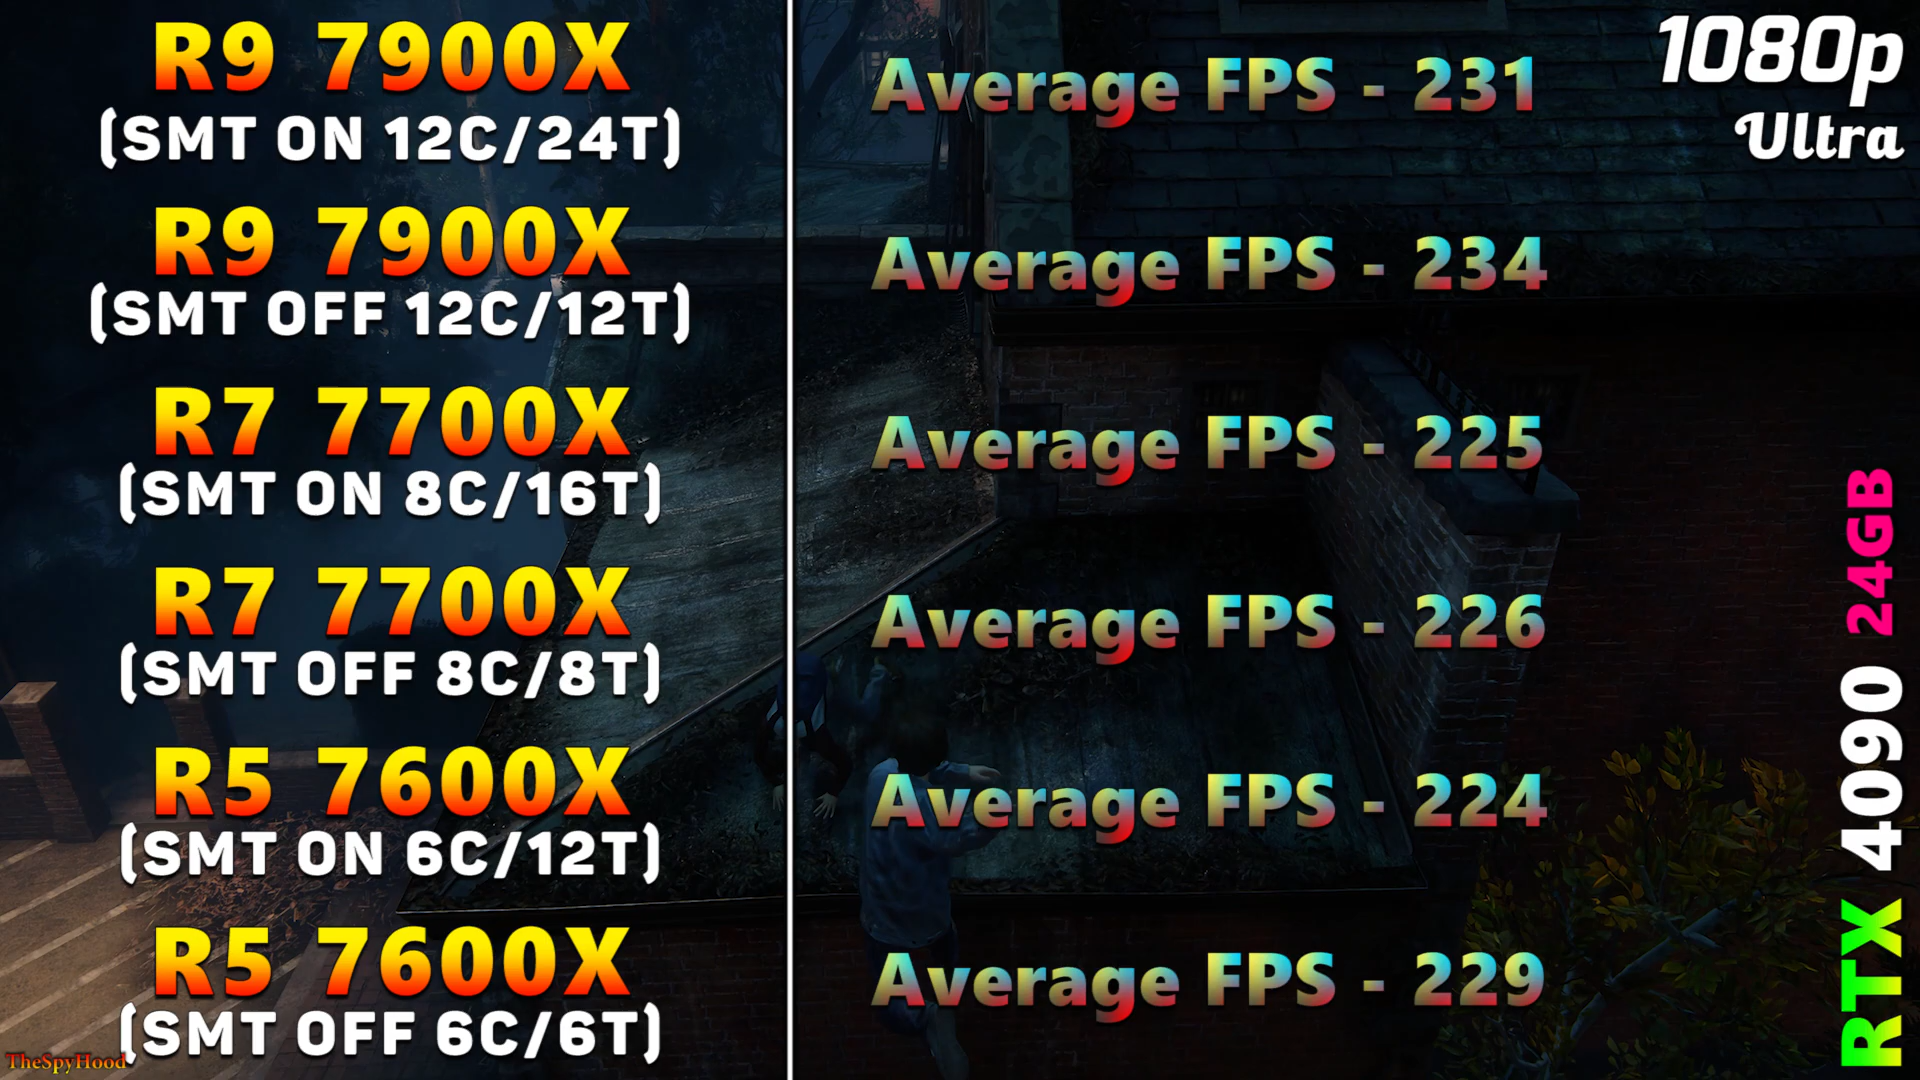 R9 7900X
(SMT ON 12C/24T)
Average FPS - 231
R9 7900X
(SMT OFF 12C/12T)
Average FPS - 234
R7 7700X
(SMT ON 8C/16T)
Average FPS - 225
R7 7700X
(SMT OFF 8C/8T)
Average FPS - 226
R5 7600X
(SMT ON 6C/12T)
Average FPS - 224
R5 7600X
(SMT OFF 6C/6T)
Average FPS - 229
1080p
Ultra
RTX 4090 24GB
TheSpyHood